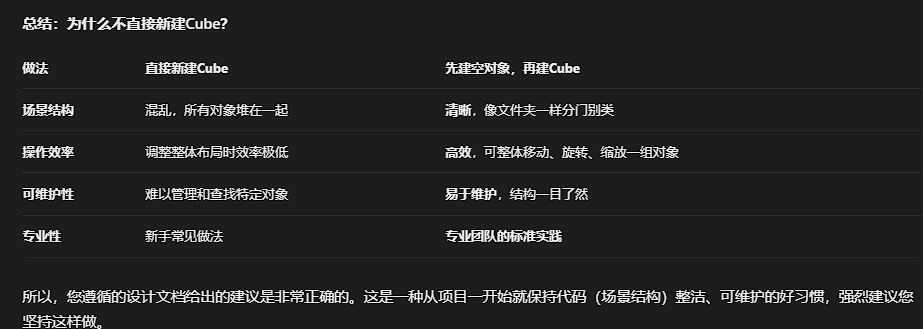 总结：为什么不直接新建Cube？
做法 直接新建Cube 先建空对象，再建Cube
场景结构 混乱，所有对象堆在一起 清晰，像文件夹一样分门别类
操作效率 调整整体布局时效率极低 高效，可整体移动、旋转、缩放一组对象
可维护性 难以管理和查找特定对象 易于维护，结构一目了然
专业性 新手常见做法 专业团队的标准实践
所以，您遵循的设计文档给出的建议是非常正确的。这是一种从项目一开始就保持代码（场景结构）整洁、可维护的好习惯，强烈建议您
坚持这样做。